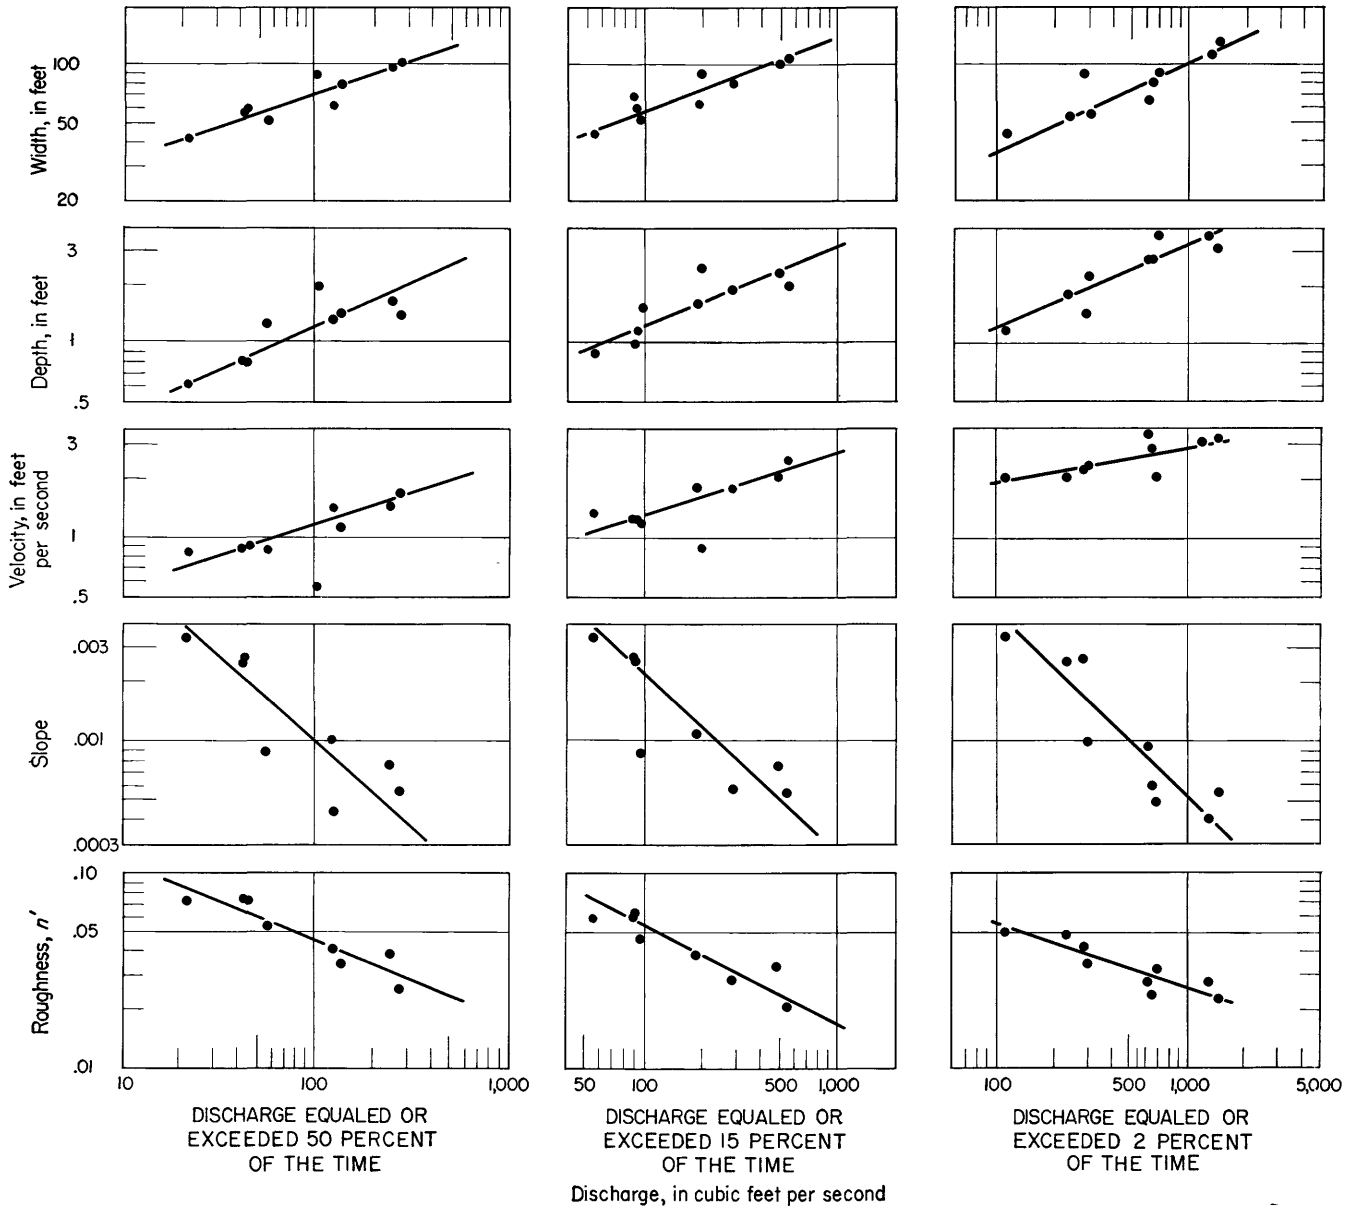 Width, in feet
100
50
20
Depth, in feet
3
1
.5
Velocity, in feet
per second
3
1
.5
Slope
.003
.001
.0003
Roughness, n'
.10
.05
.01
10 100 1,000
50 100 500 1,000
100 500 1,000 5,000
DISCHARGE EQUALED OR
EXCEEDED 50 PERCENT
OF THE TIME
DISCHARGE EQUALED OR
EXCEEDED 15 PERCENT
OF THE TIME
DISCHARGE EQUALED OR
EXCEEDED 2 PERCENT
OF THE TIME
Discharge, in cubic feet per second